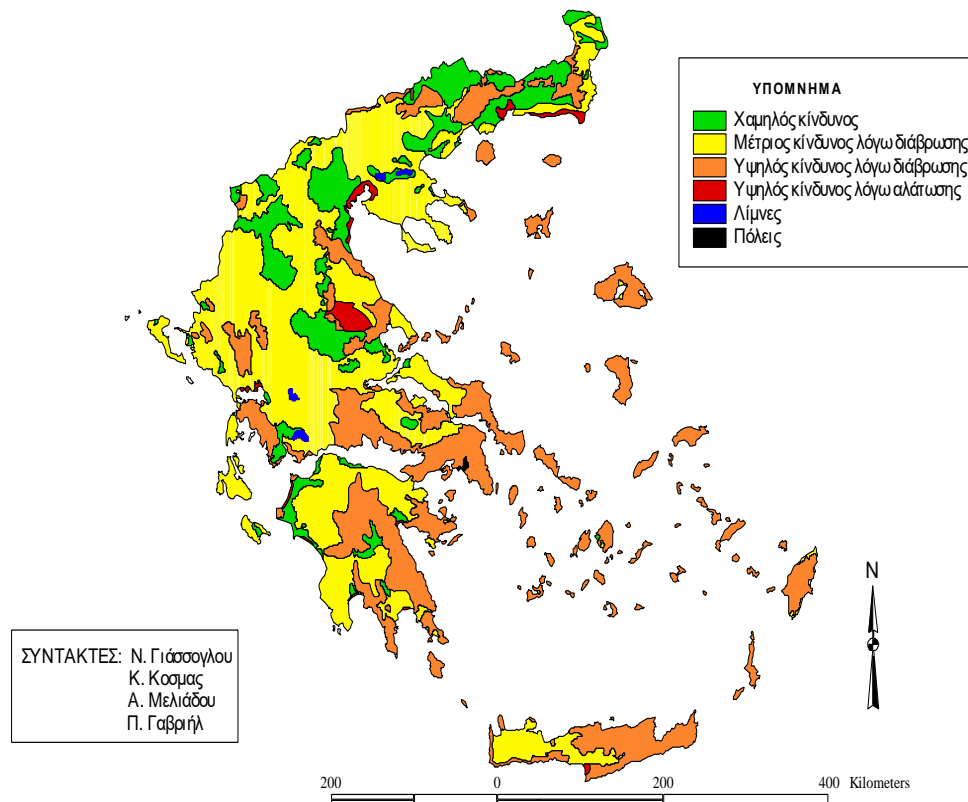 ΥΠΟΜΝΗΜΑ
Χαμηλός κίνδυνος
Μέτριος κίνδυνος λόγω διάβρωσης
Υψηλός κίνδυνος λόγω διάβρωσης
Υψηλός κίνδυνος λόγω αλάτωσης
Λίμνες
Πόλεις
N
ΣΥΝΤΑΚΤΕΣ: Ν. Γιάσσογλου
Κ. Κοσμας
Α. Μελιάδου
Π. Γαβριήλ
200 0 200 400 Kilometers